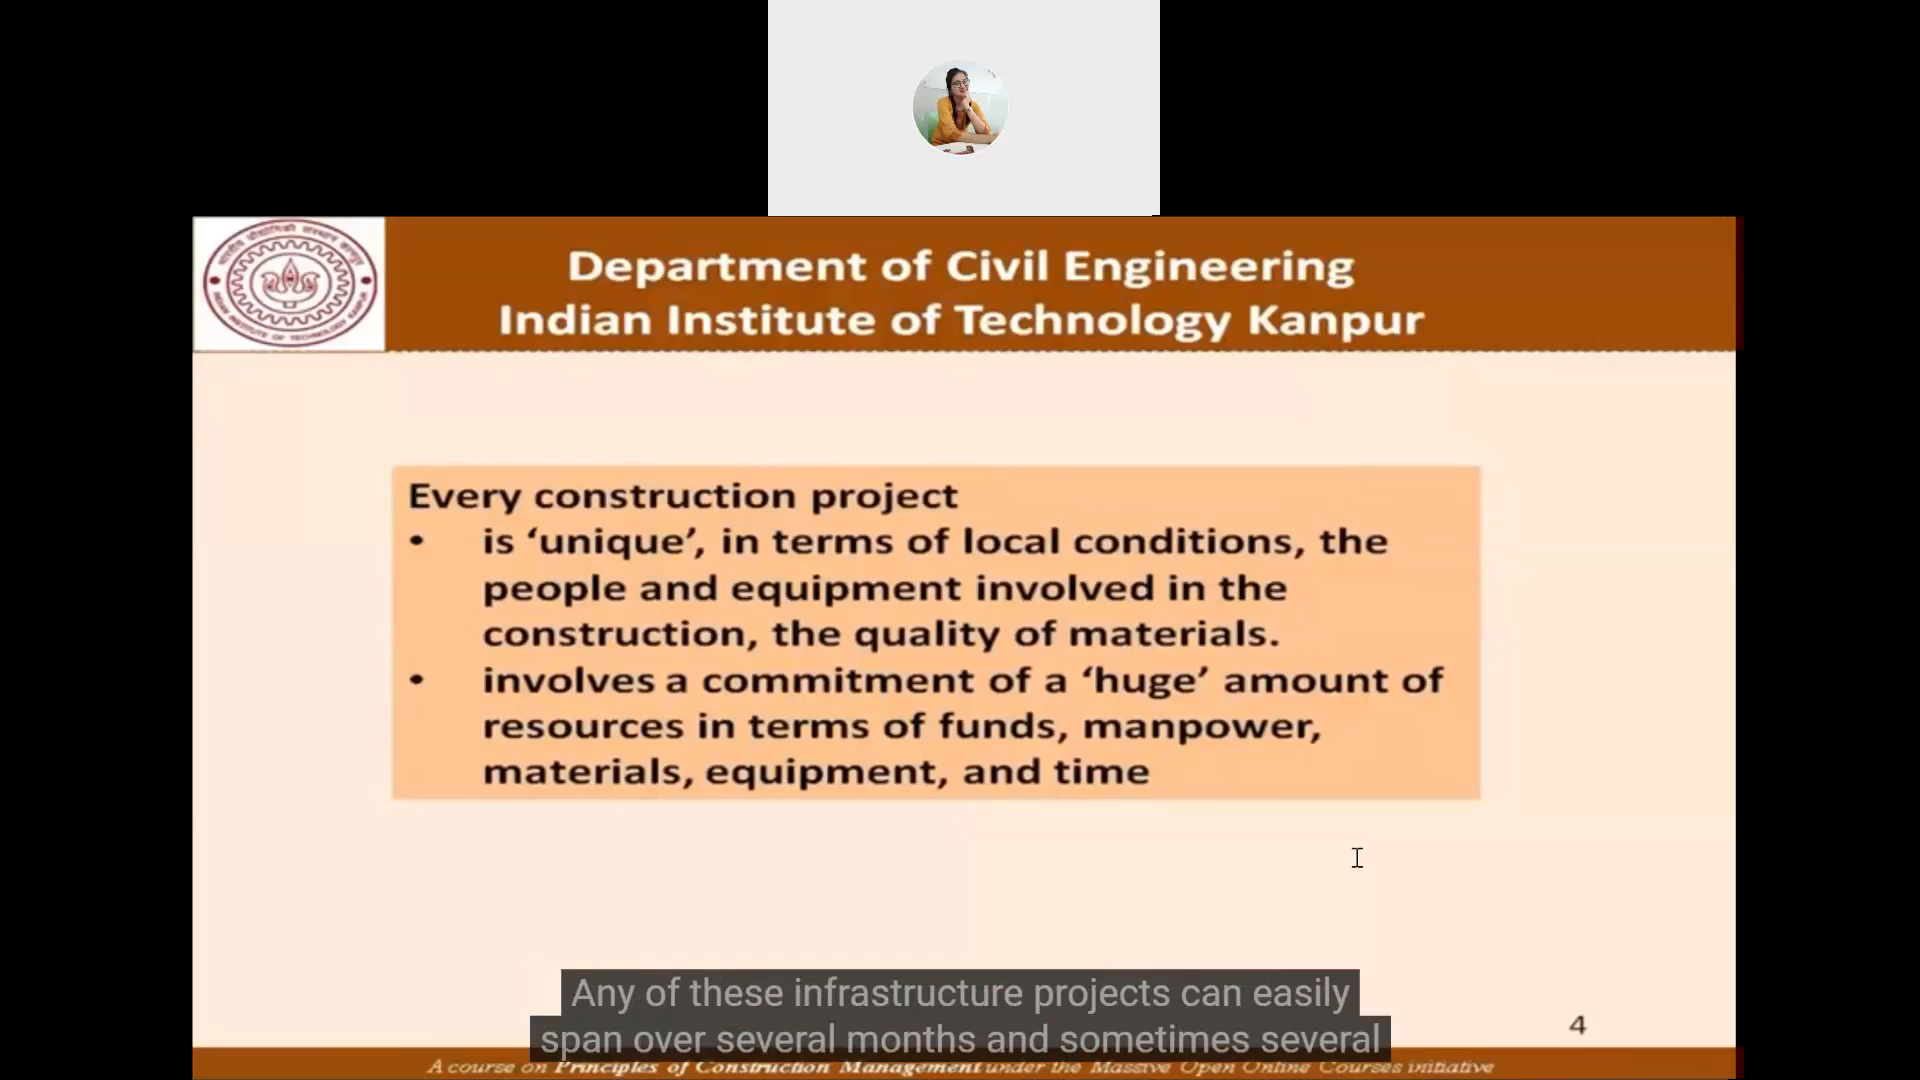 Department of Civil Engineering
Indian Institute of Technology Kanpur
Every construction project
• is ‘unique’, in terms of local conditions, the
people and equipment involved in the
construction, the quality of materials.
• involves a commitment of a ‘huge’ amount of
resources in terms of funds, manpower,
materials, equipment, and time
Any of these infrastructure projects can easily
span over several months and sometimes several
4
A course on Principles of Construction Management under the Massive Open Online Courses initiative